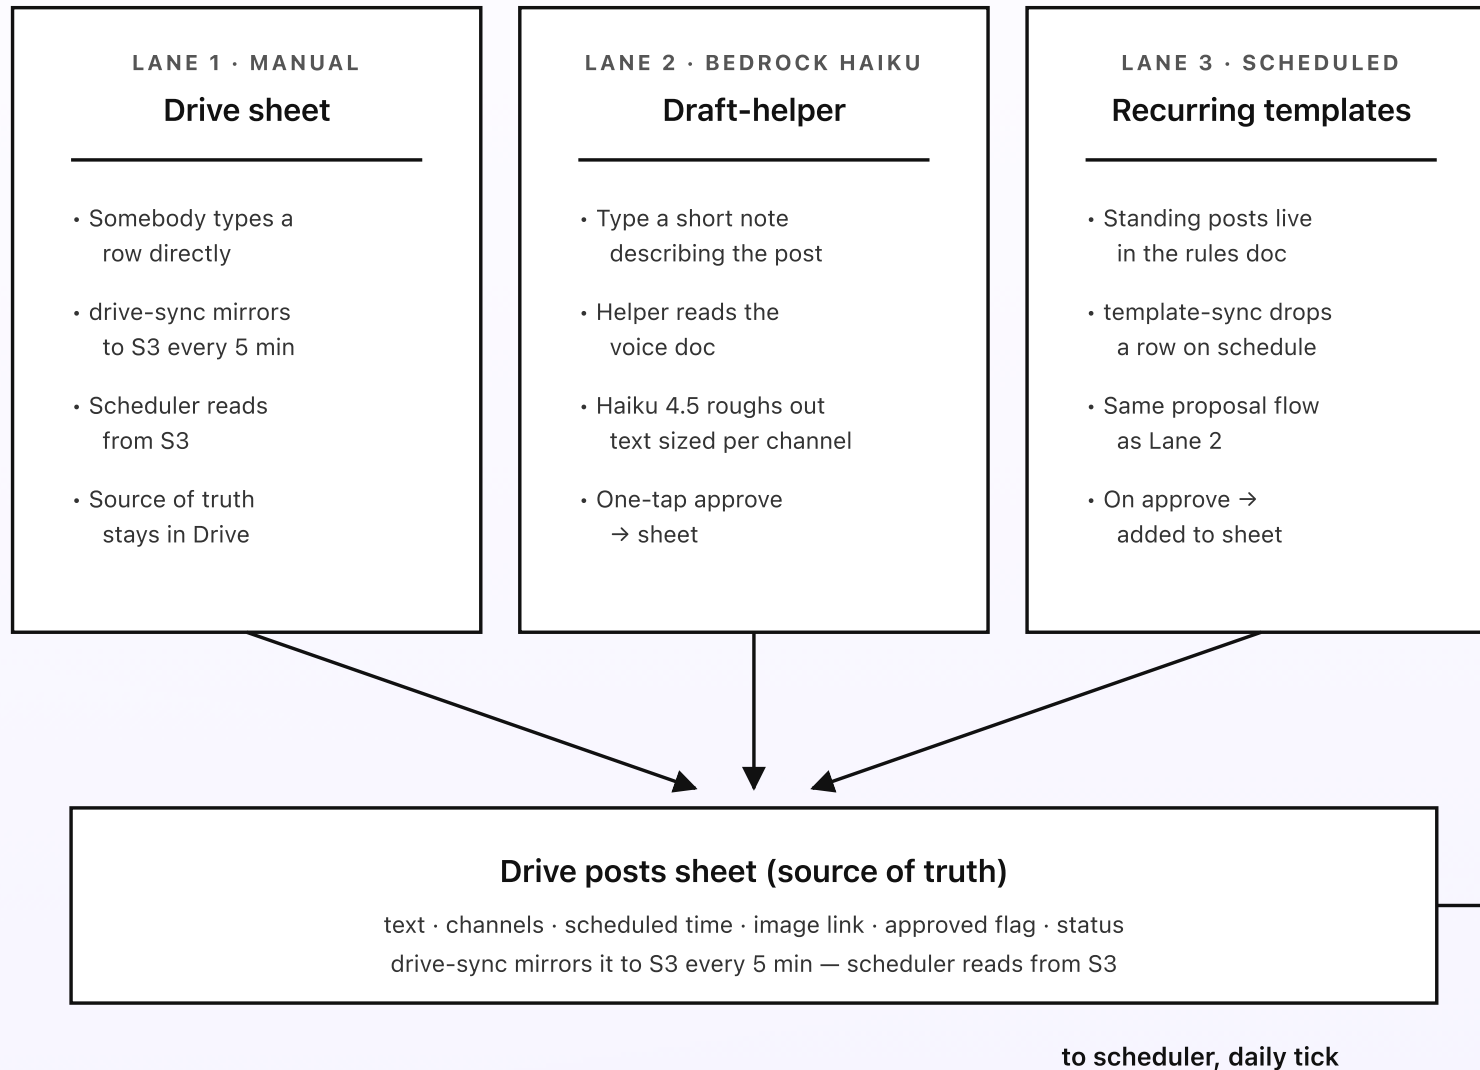 LANE 1 · MANUAL
Drive sheet
• Somebody types a
row directly
• drive-sync mirrors
to S3 every 5 min
• Scheduler reads
from S3
• Source of truth
stays in Drive
LANE 2 · BEDROCK HAIKU
Draft-helper
• Type a short note
describing the post
• Helper reads the
voice doc
• Haiku 4.5 roughs out
text sized per channel
• One-tap approve
→ sheet
LANE 3 · SCHEDULED
Recurring templates
• Standing posts live
in the rules doc
• template-sync drops
a row on schedule
• Same proposal flow
as Lane 2
• On approve →
added to sheet
Drive posts sheet (source of truth)
text · channels · scheduled time · image link · approved flag · status
drive-sync mirrors it to S3 every 5 min — scheduler reads from S3
to scheduler, daily tick